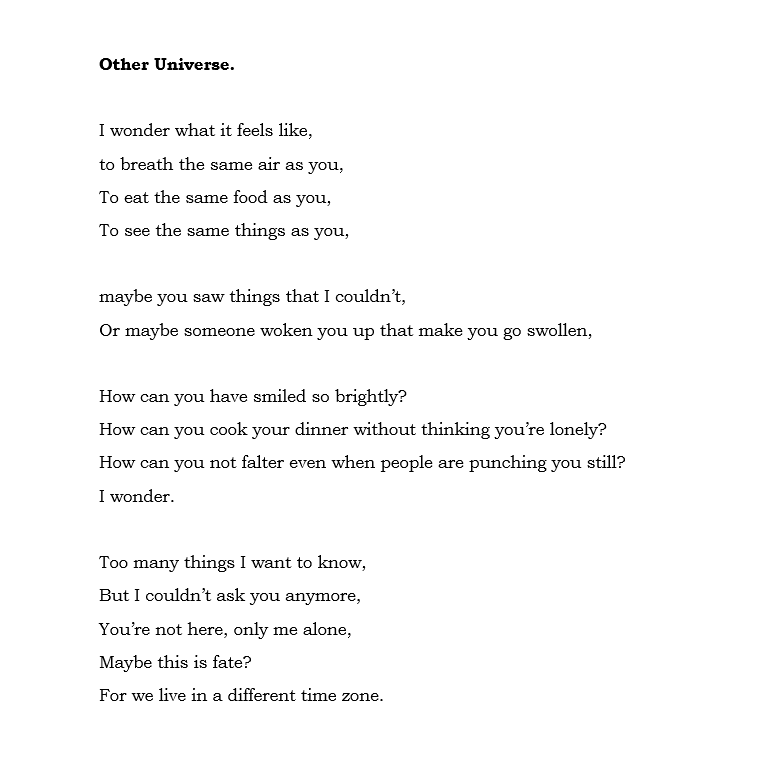 Other Universe.
I wonder what it feels like,
to breath the same air as you,
To eat the same food as you,
To see the same things as you,
maybe you saw things that I couldn’t,
Or maybe someone woken you up that make you go swollen,
How can you have smiled so brightly?
How can you cook your dinner without thinking you’re lonely?
How can you not falter even when people are punching you still?
I wonder.
Too many things I want to know,
But I couldn’t ask you anymore,
You’re not here, only me alone,
Maybe this is fate?
For we live in a different time zone.